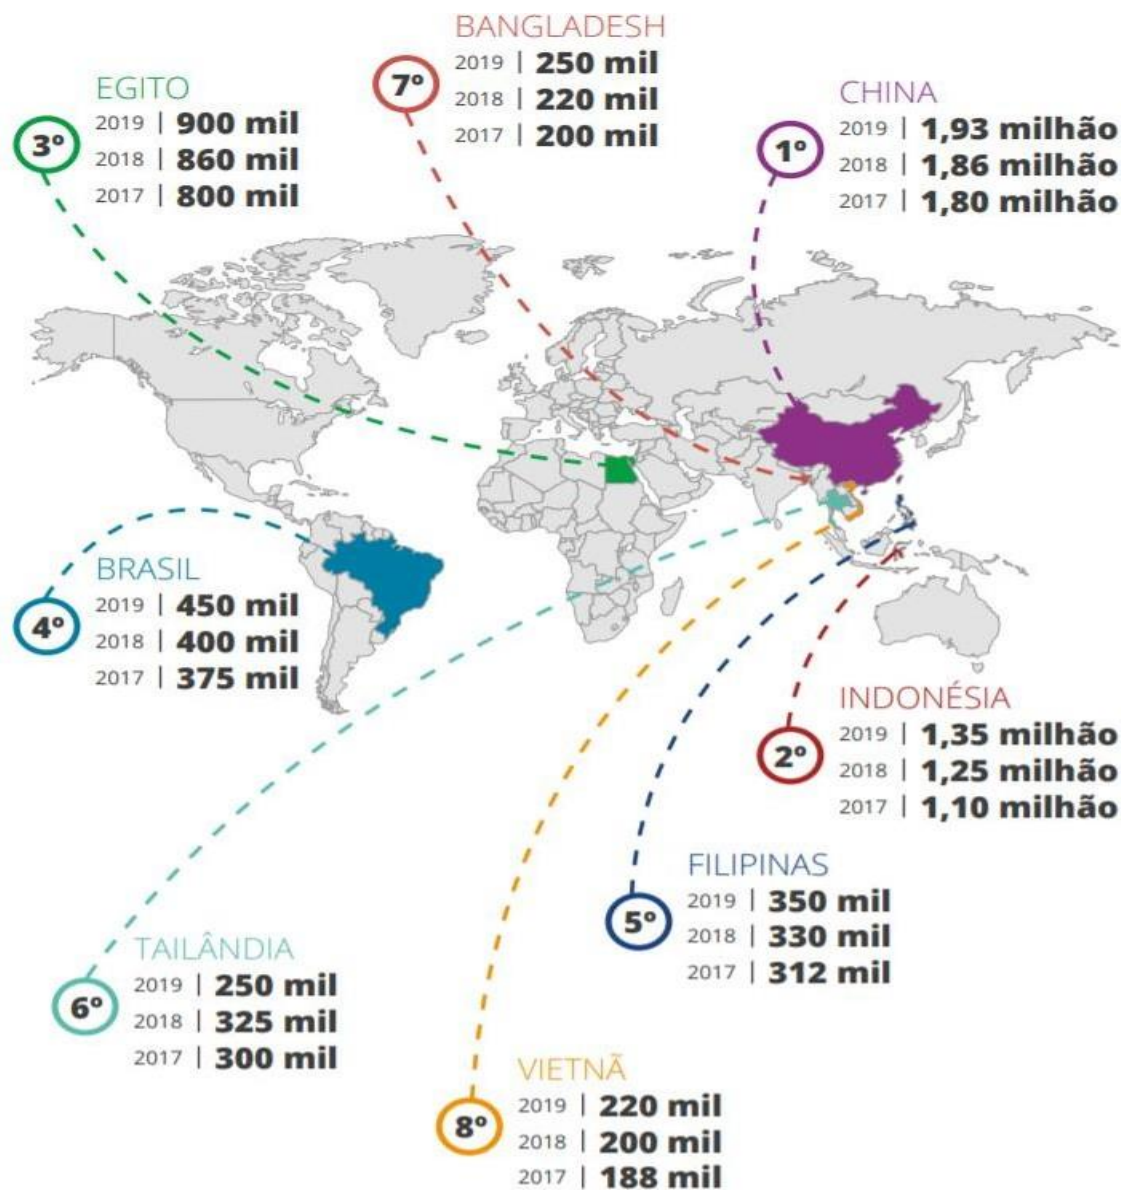 BANGLADESH
7º
2019 | 250 mil
2018 | 220 mil
2017 | 200 mil
EGITO
3º
2019 | 900 mil
2018 | 860 mil
2017 | 800 mil
CHINA
1º
2019 | 1,93 milhão
2018 | 1,86 milhão
2017 | 1,80 milhão
BRASIL
4º
2019 | 450 mil
2018 | 400 mil
2017 | 375 mil
INDONÉSIA
2º
2019 | 1,35 milhão
2018 | 1,25 milhão
2017 | 1,10 milhão
FILIPINAS
5º
2019 | 350 mil
2018 | 330 mil
2017 | 312 mil
TAILÂNDIA
6º
2019 | 250 mil
2018 | 325 mil
2017 | 300 mil
VIETNÃ
8º
2019 | 220 mil
2018 | 200 mil
2017 | 188 mil